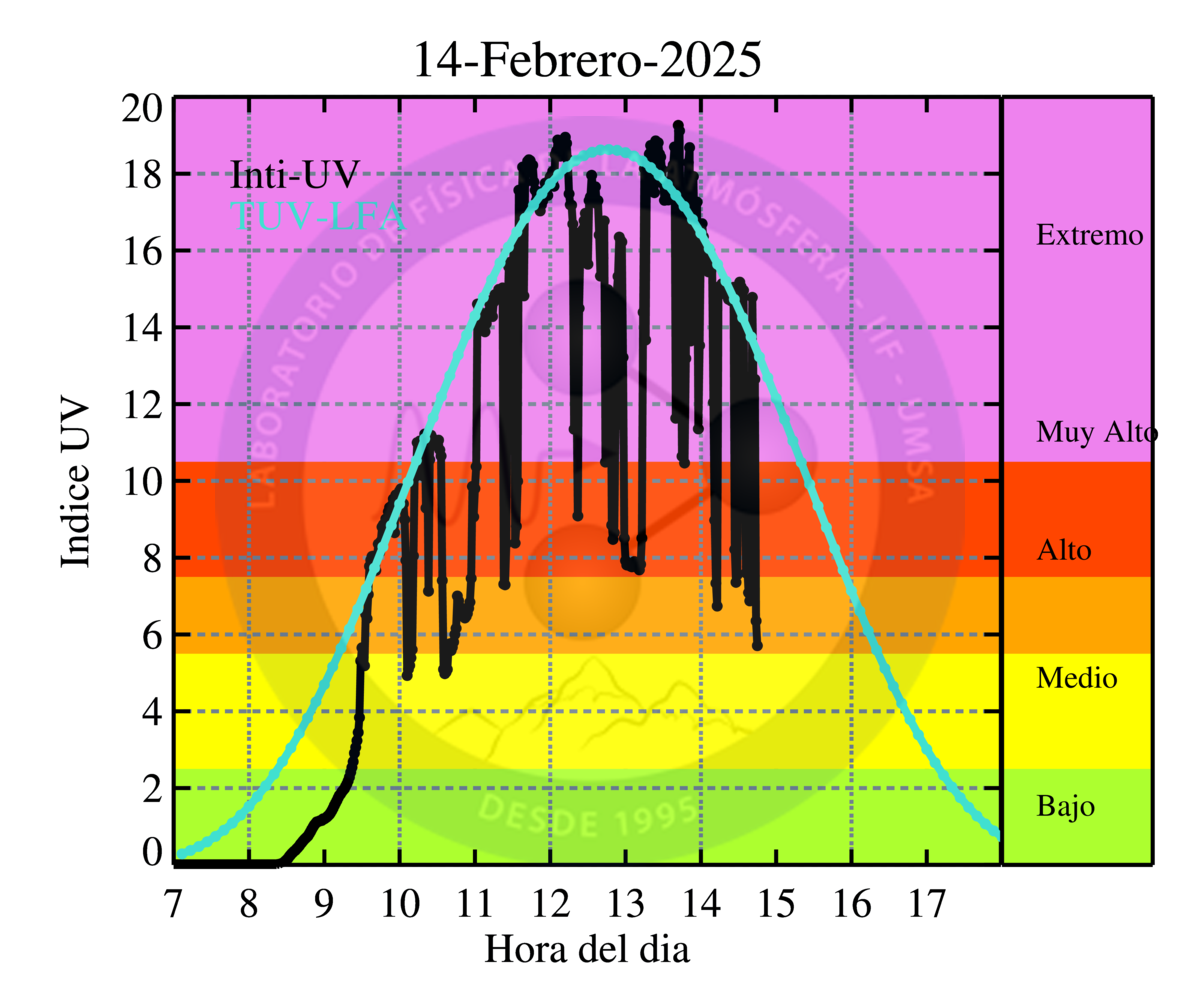 14-Febrero-2025
20
18
16
14
12
10
8
6
4
2
0
Indice UV
Inti-UV
TUV-LFA
LABORATORIO DE FÍSICA DE LA ATMÓSFERA - IIF - UMSA
DESDE 1995
Extremo
Muy Alto
Alto
Medio
Bajo
7 8 9 10 11 12 13 14 15 16 17
Hora del dia